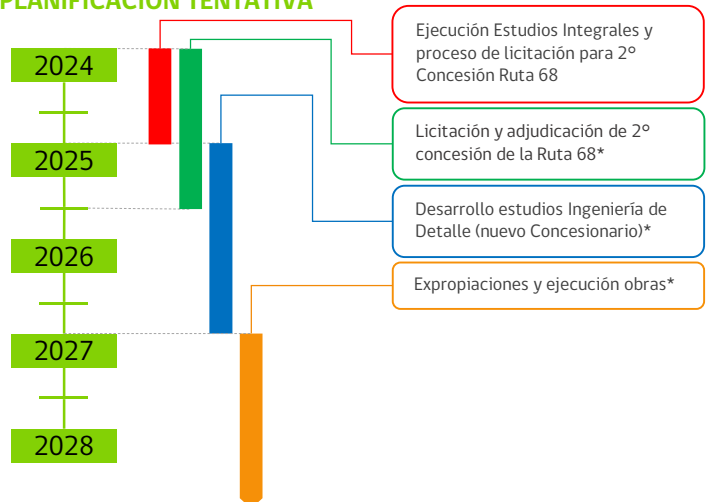 PLANIFICACIÓN TENTATIVA
2024
2025
2026
2027
2028
Ejecución Estudios Integrales y
proceso de licitación para 2°
Concesión Ruta 68
Licitación y adjudicación de 2°
concesión de la Ruta 68*
Desarrollo estudios Ingeniería de
Detalle (nuevo Concesionario)*
Expropiaciones y ejecución obras*